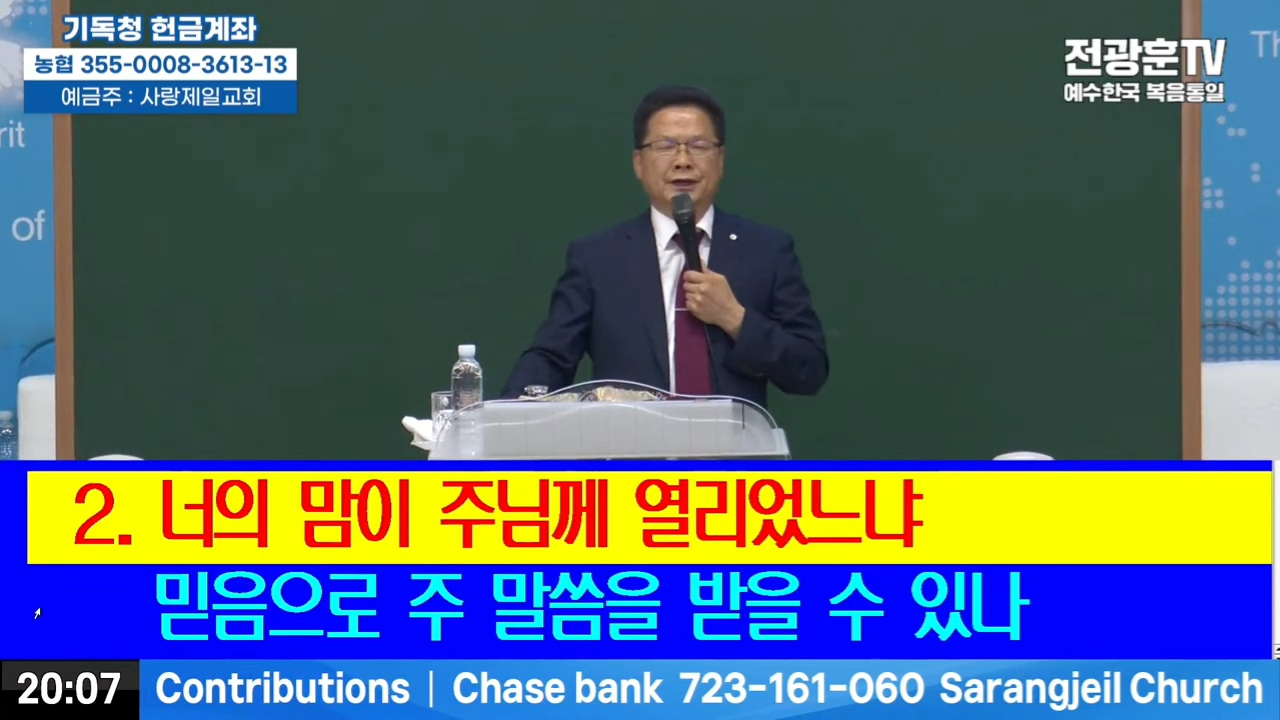 기독청 헌금계좌
농협 355-0008-3613-13
예금주 : 사랑제일교회
전광훈TV
예수한국 복음통일
Th
rit
of
2. 너의 맘이 주님께 열리었느냐
믿음으로 주 말씀을 받을 수 있나
20:07 Contributions | Chase bank 723-161-060 Sarangjeil Church